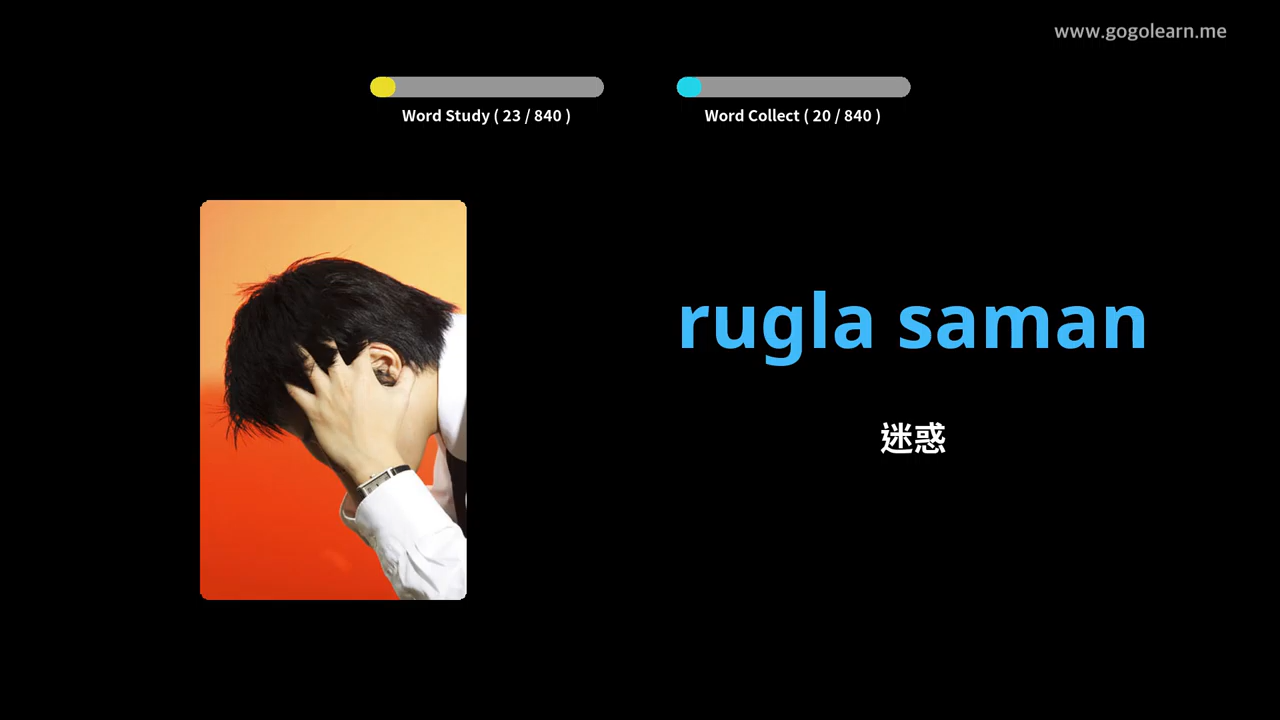 www.gogolearn.me
Word Study ( 23 / 840 )
Word Collect ( 20 / 840 )
rugla saman
迷惑